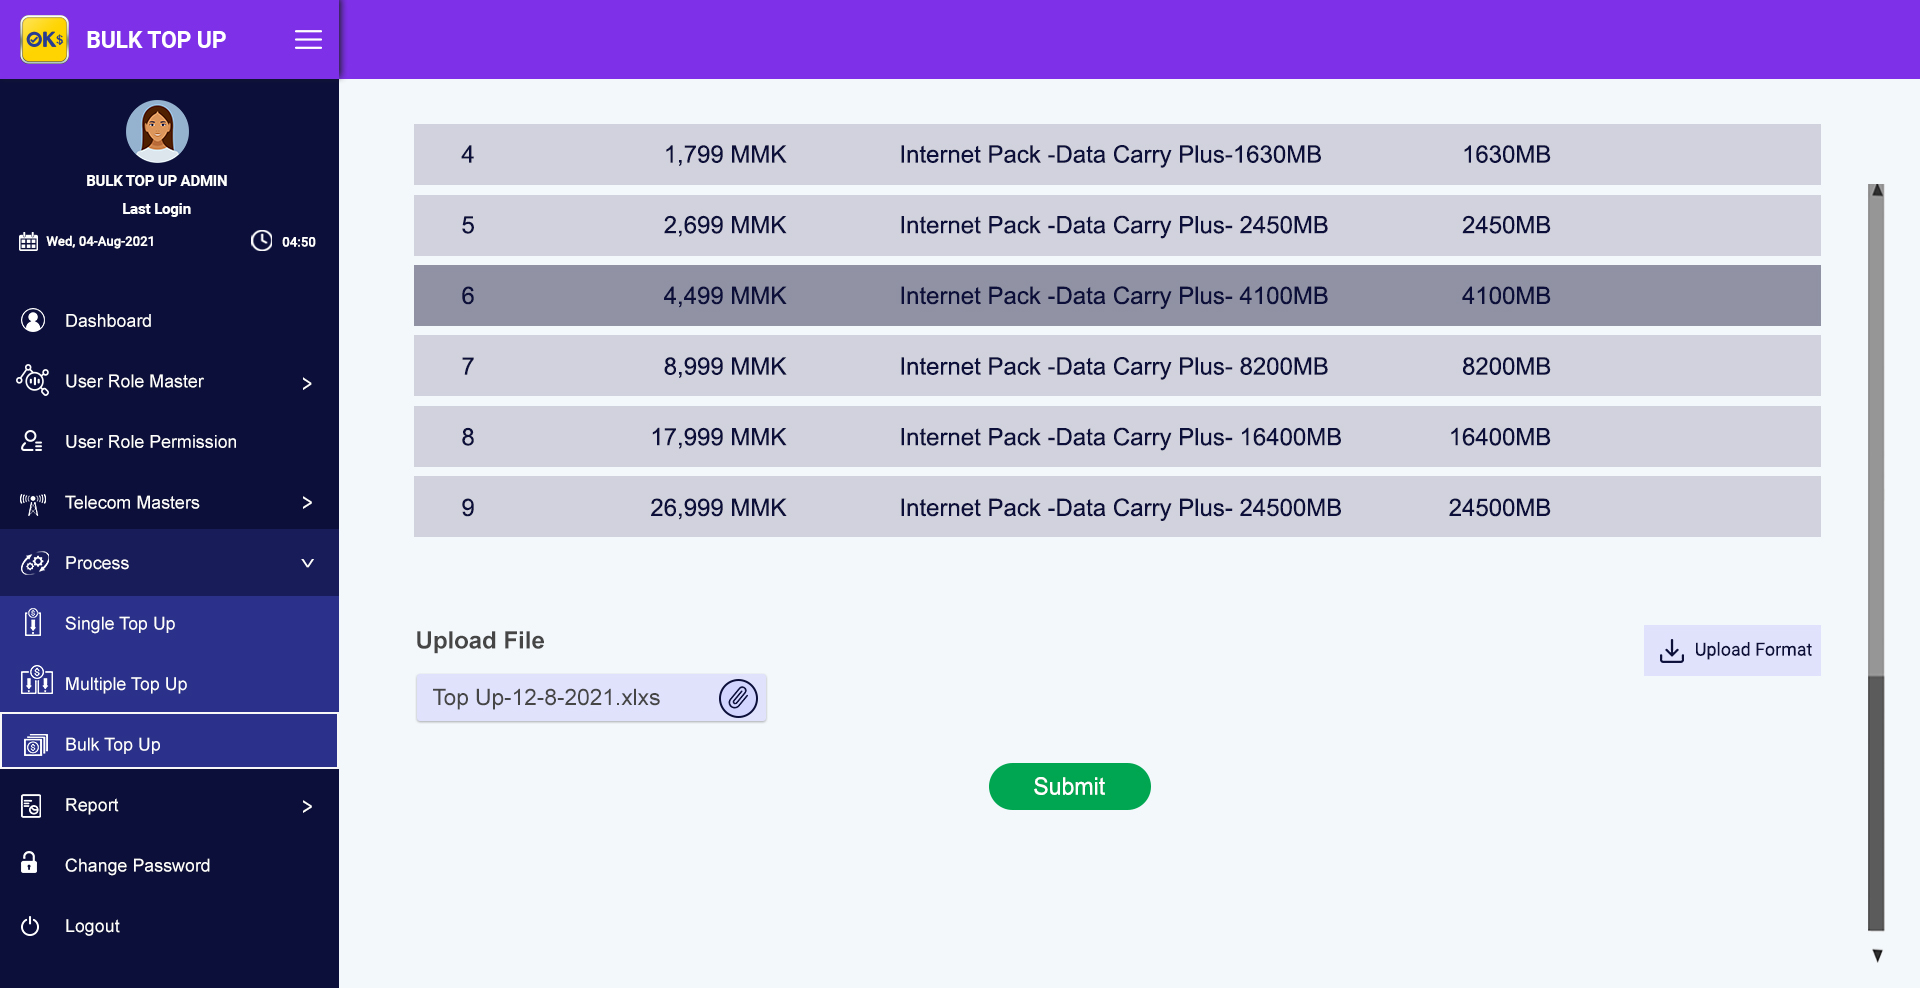 OK$
BULK TOP UP
BULK TOP UP ADMIN
Last Login
Wed, 04-Aug-2021 04:50
Dashboard
User Role Master >
User Role Permission
Telecom Masters >
Process
Single Top Up
Multiple Top Up
Bulk Top Up
Report >
Change Password
Logout
4 1,799 MMK Internet Pack -Data Carry Plus-1630MB 1630MB
5 2,699 MMK Internet Pack -Data Carry Plus- 2450MB 2450MB
6 4,499 MMK Internet Pack -Data Carry Plus- 4100MB 4100MB
7 8,999 MMK Internet Pack -Data Carry Plus- 8200MB 8200MB
8 17,999 MMK Internet Pack -Data Carry Plus- 16400MB 16400MB
9 26,999 MMK Internet Pack -Data Carry Plus- 24500MB 24500MB
Upload File
Upload Format
Top Up-12-8-2021.xlxs
Submit